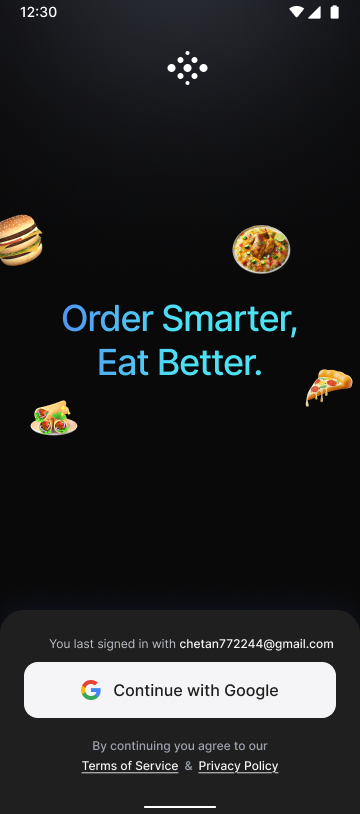 12:30
Order Smarter,
Eat Better.
You last signed in with chetan772244@gmail.com
Continue with Google
By continuing you agree to our
Terms of Service & Privacy Policy